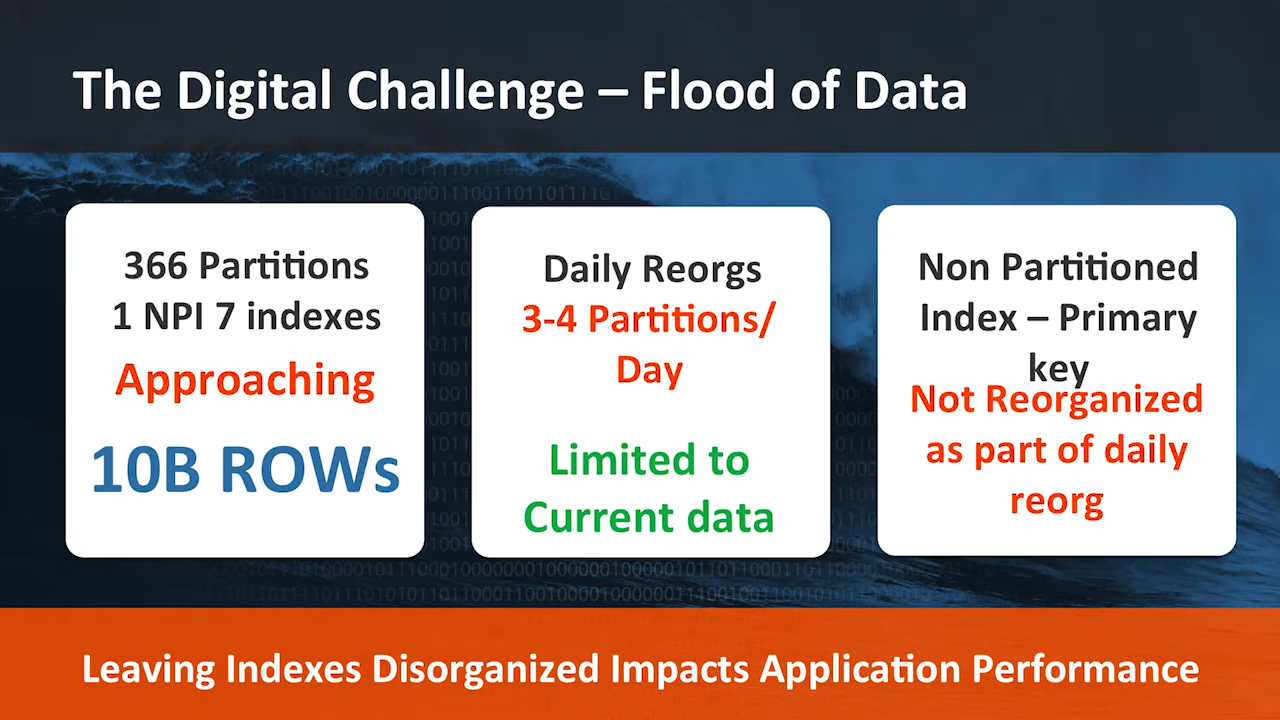 The Digital Challenge – Flood of Data
366 Partitions
1 NPI 7 indexes
Approaching
10B ROWs
Daily Reorgs
3-4 Partitions/
Day
Limited to
Current data
Non Partitioned
Index – Primary
key
Not Reorganized
as part of daily
reorg
Leaving Indexes Disorganized Impacts Application Performance